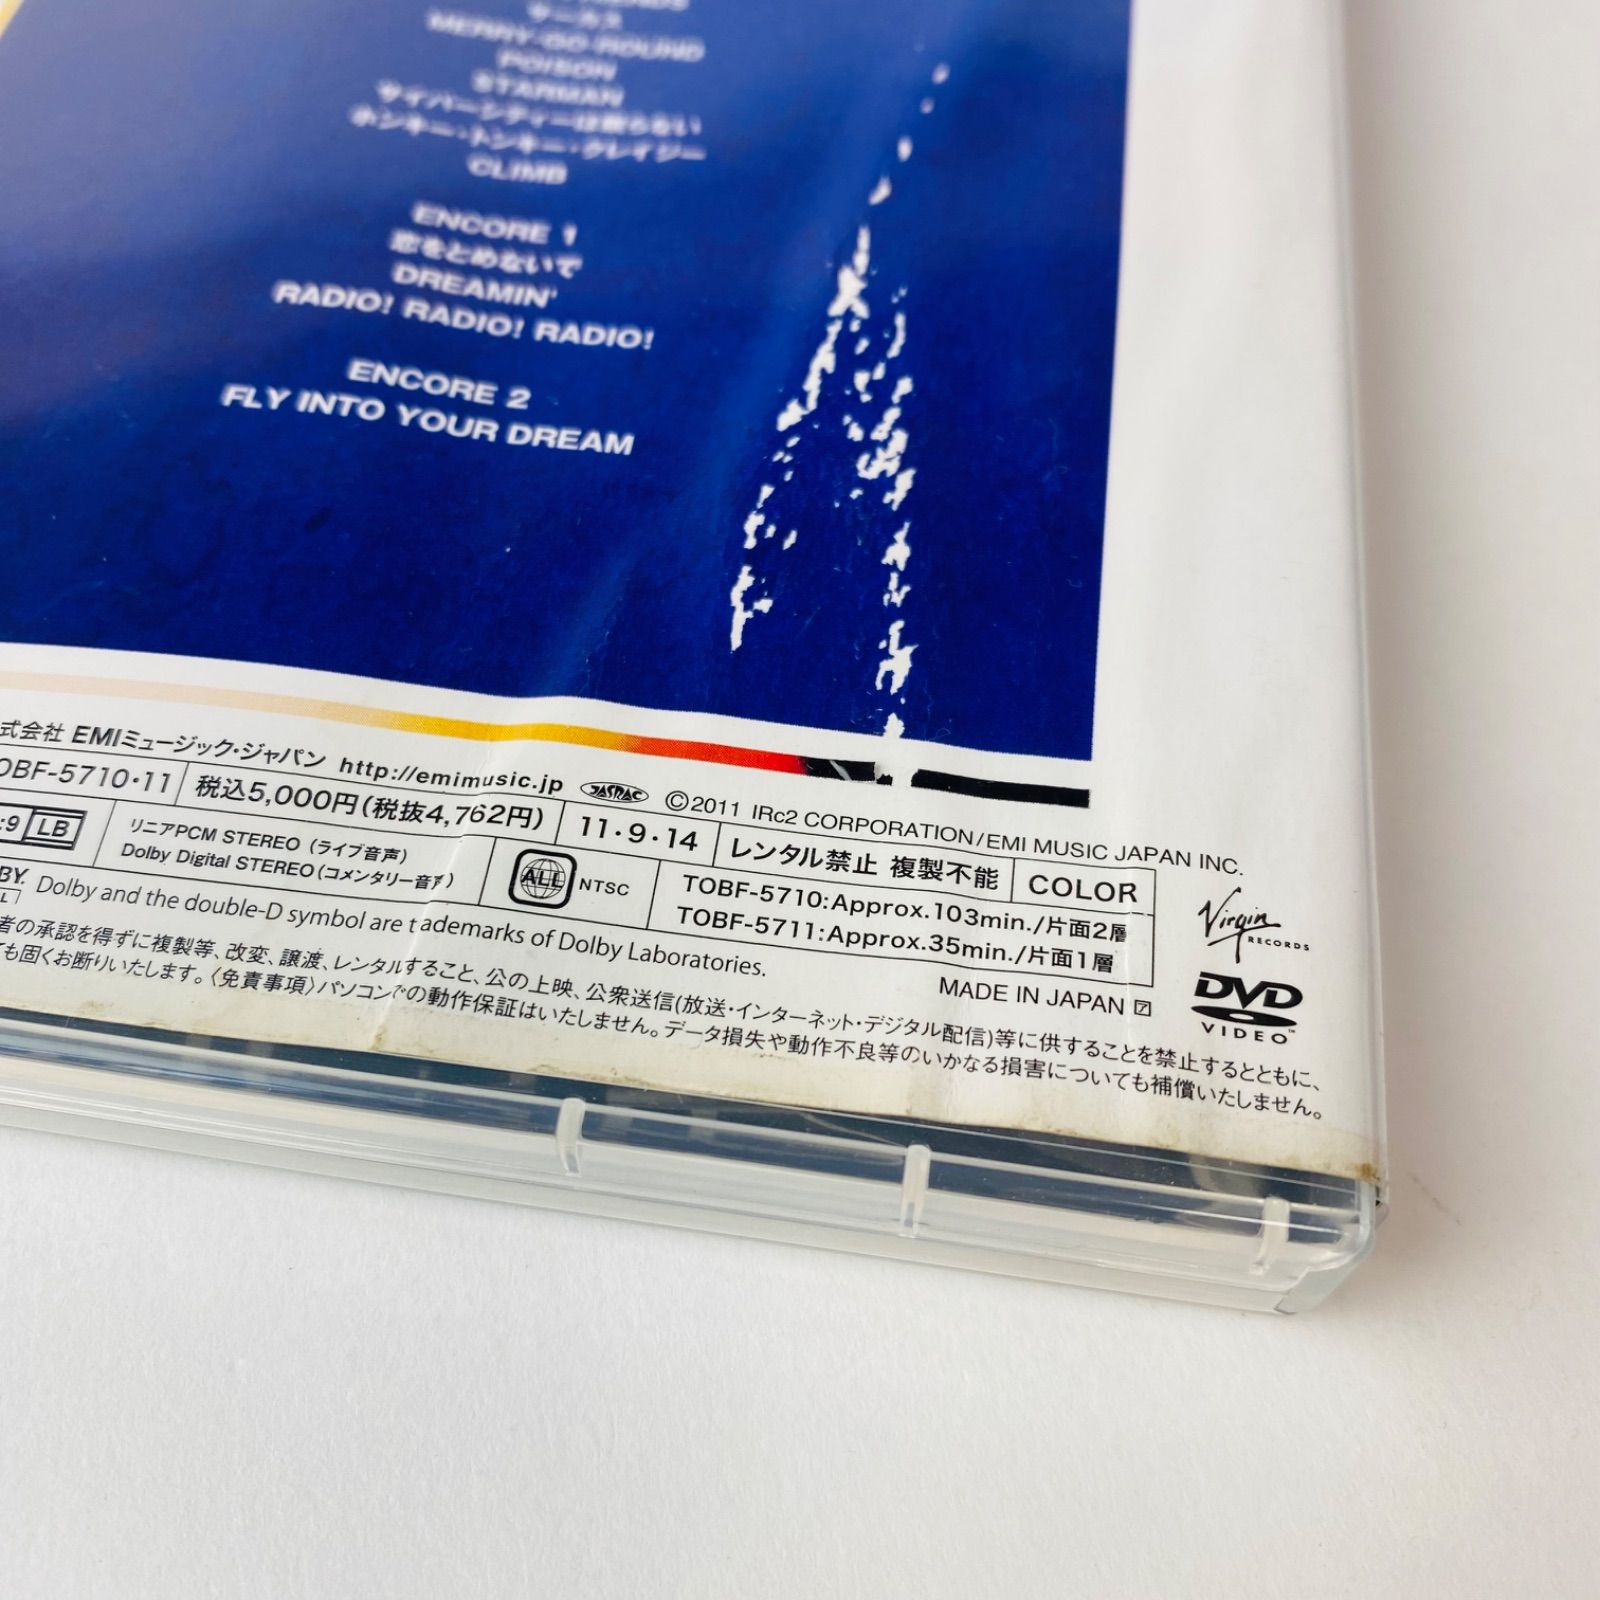 マールス
MERRY-GO-ROUND
POISON
STARMAN
サイバーシティーは眠らない
ホンキー・トンキー・クレイジー
CLIMB
ENCORE 1
恋をとめないで
DREAMIN'
RADIO! RADIO! RADIO!
ENCORE 2
FLY INTO YOUR DREAM
式会社 EMIミュージック・ジャパン http://emimusic.jp JASRAC ©2011 IRc2 CORPORATION/EMI MUSIC JAPAN INC.
OBF-5710・11 税込5,000円(税抜4,762円) 11・9・14 レンタル禁止 複製不能 COLOR
:9 LB リニアPCM STEREO (ライブ音声)
Dolby Digital STEREO(コメンタリー音声)
ALL NTSC
TOBF-5710:Approx.103min./片面2層
TOBF-5711:Approx.35min./片面1層
Virgin RECORDS
BY. Dolby and the double-D symbol are tademarks of Dolby Laboratories.
MADE IN JAPAN ア
DVD VIDEO
者の承認を得ずに複製等、改変、譲渡、レンタルすること、公の上映、公衆送信(放送・インターネット・デジタル配信)等に供することを禁止するとともに、
ても固くお断りいたします。〈免責事項〉パソコンでの動作保証はいたしません。データ損失や動作不良等のいかなる損害についても補償いたしません。